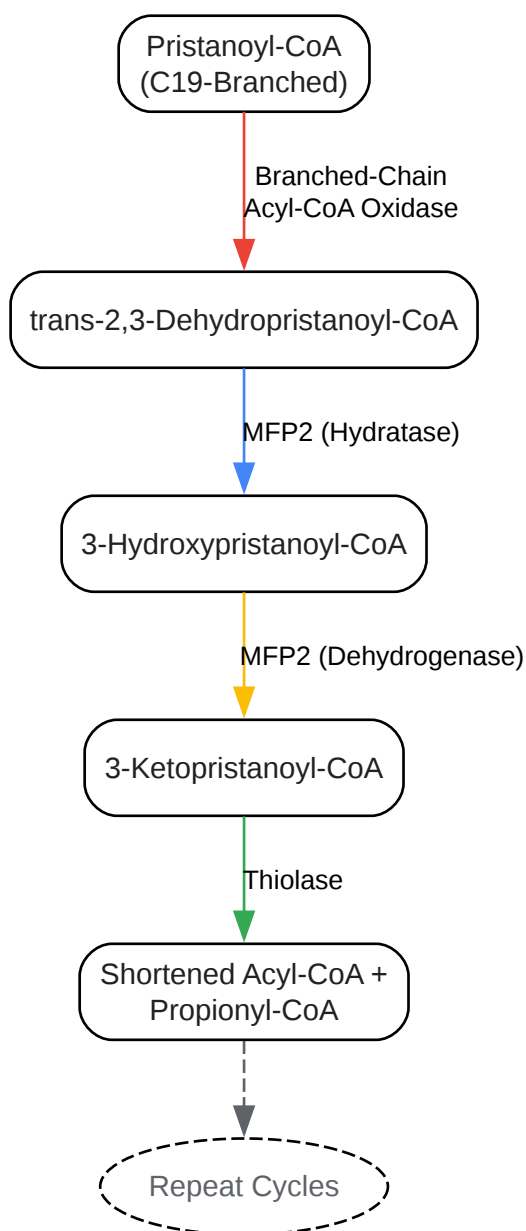 Pristanoyl-CoA
(C19-Branched)
Branched-Chain
Acyl-CoA Oxidase
trans-2,3-Dehydropristanoyl-CoA
MFP2 (Hydratase)
3-Hydroxypristanoyl-CoA
MFP2 (Dehydrogenase)
3-Ketopristanoyl-CoA
Thiolase
Shortened Acyl-CoA +
Propionyl-CoA
Repeat Cycles